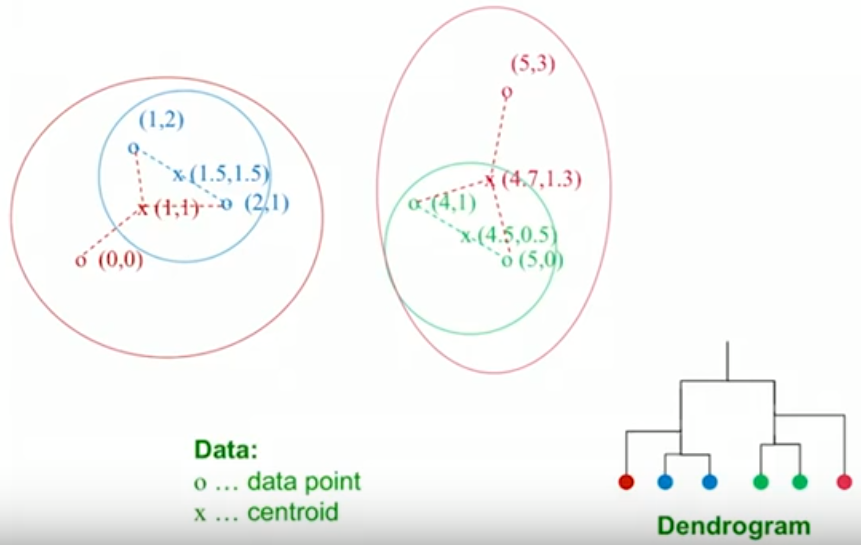 (5,3)
(1,2)
x (1.5,1.5)
x (4.7,1.3)
o (2,1)
o (4,1)
x (1,1)
x (4.5,0.5)
o (0,0)
o (5,0)
Data:
o ... data point
x ... centroid
Dendrogram